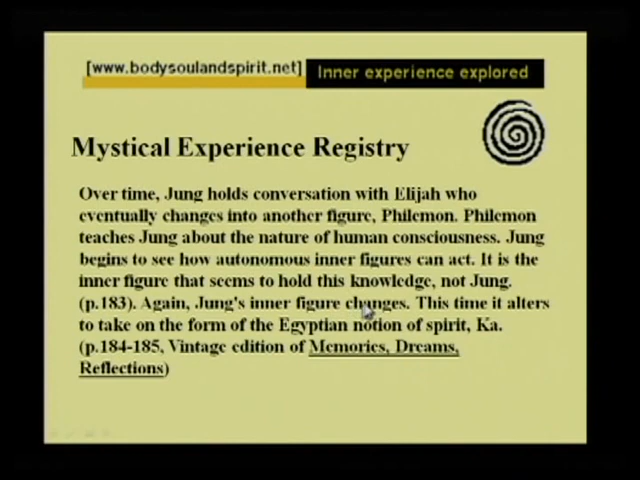 [www.bodysoulandspirit.net] Inner experience explored
Mystical Experience Registry
Over time, Jung holds conversation with Elijah who
eventually changes into another figure, Philemon. Philemon
teaches Jung about the nature of human consciousness. Jung
begins to see how autonomous inner figures can act. It is the
inner figure that seems to hold this knowledge, not Jung.
(p.183). Again, Jung's inner figure changes. This time it alters
to take on the form of the Egyptian notion of spirit, Ka.
(p.184-185, Vintage edition of Memories, Dreams,
Reflections)